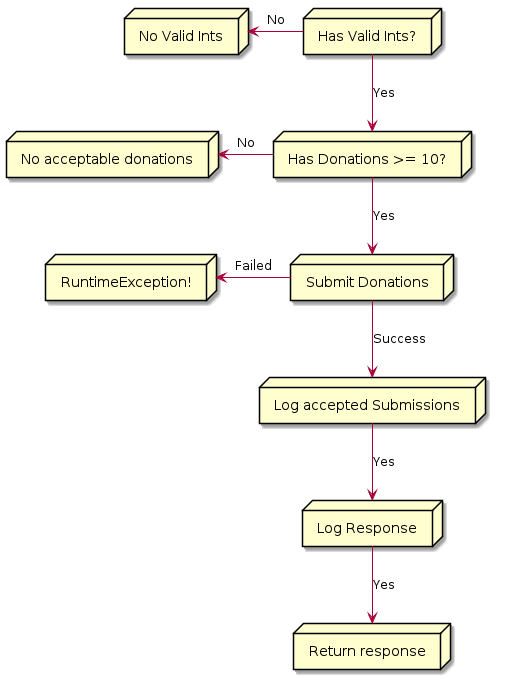 No
No Valid Ints
Has Valid Ints?
Yes
No
No acceptable donations
Has Donations >= 10?
Yes
Failed
RuntimeException!
Submit Donations
Success
Log accepted Submissions
Yes
Log Response
Yes
Return response